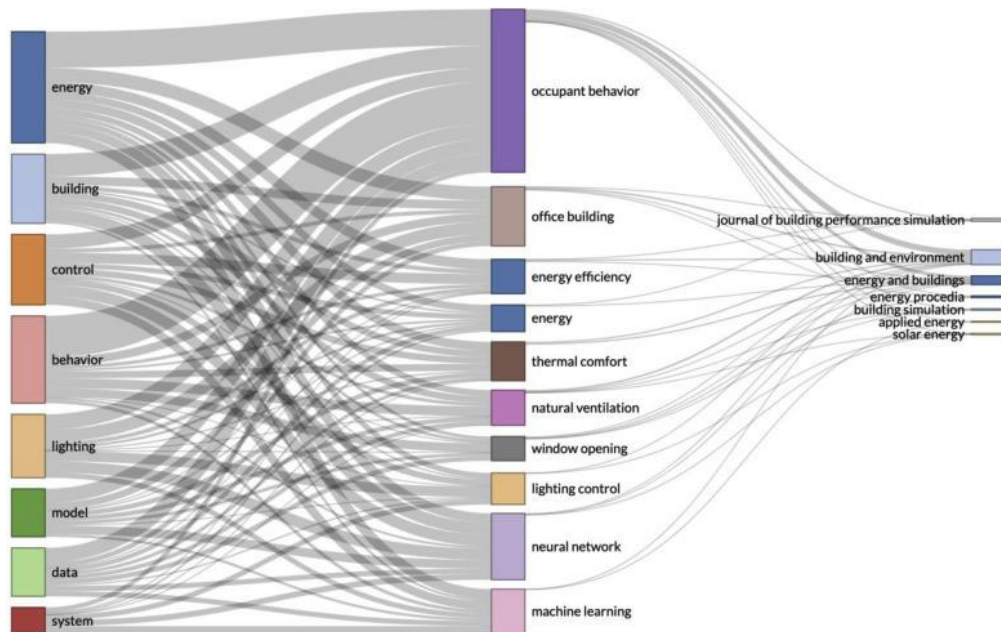 energy
building
control
behavior
lighting
model
data
system
occupant behavior
office building
energy efficiency
energy
thermal comfort
natural ventilation
window opening
lighting control
neural network
machine learning
journal of building performance simulation
building and environment
energy and buildings
energy procedia
building simulation
applied energy
solar energy